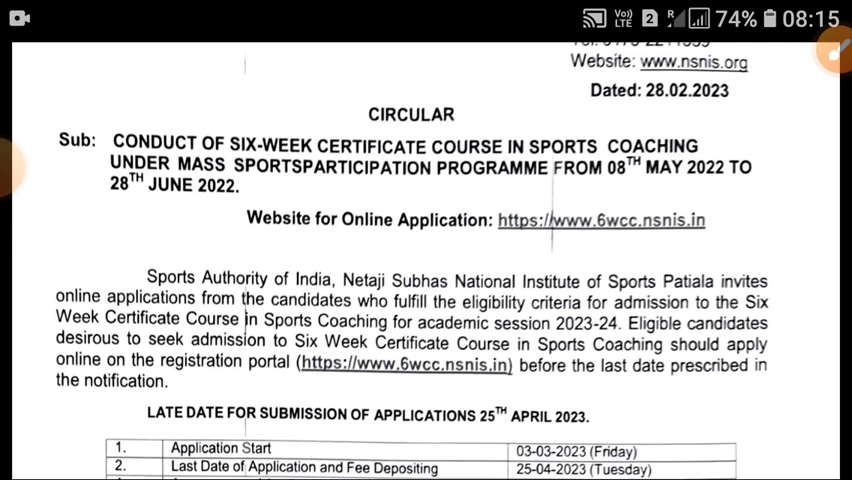 Vo))
LTE 2 R 74% 08:15
Website: www.nsnis.org
Dated: 28.02.2023
CIRCULAR
Sub: CONDUCT OF SIX-WEEK CERTIFICATE COURSE IN SPORTS COACHING
UNDER MASS SPORTSPARTICIPATION PROGRAMME FROM 08TH MAY 2022 TO
28TH JUNE 2022.
Website for Online Application: https://www.6wcc.nsnis.in
Sports Authority of India, Netaji Subhas National Institute of Sports Patiala invites
online applications from the candidates who fulfill the eligibility criteria for admission to the Six
Week Certificate Course in Sports Coaching for academic session 2023-24. Eligible candidates
desirous to seek admission to Six Week Certificate Course in Sports Coaching should apply
online on the registration portal (https://www.6wcc.nsnis.in) before the last date prescribed in
the notification.
LATE DATE FOR SUBMISSION OF APPLICATIONS 25TH APRIL 2023.
1. Application Start 03-03-2023 (Friday)
2. Last Date of Application and Fee Depositing 25-04-2023 (Tuesday)